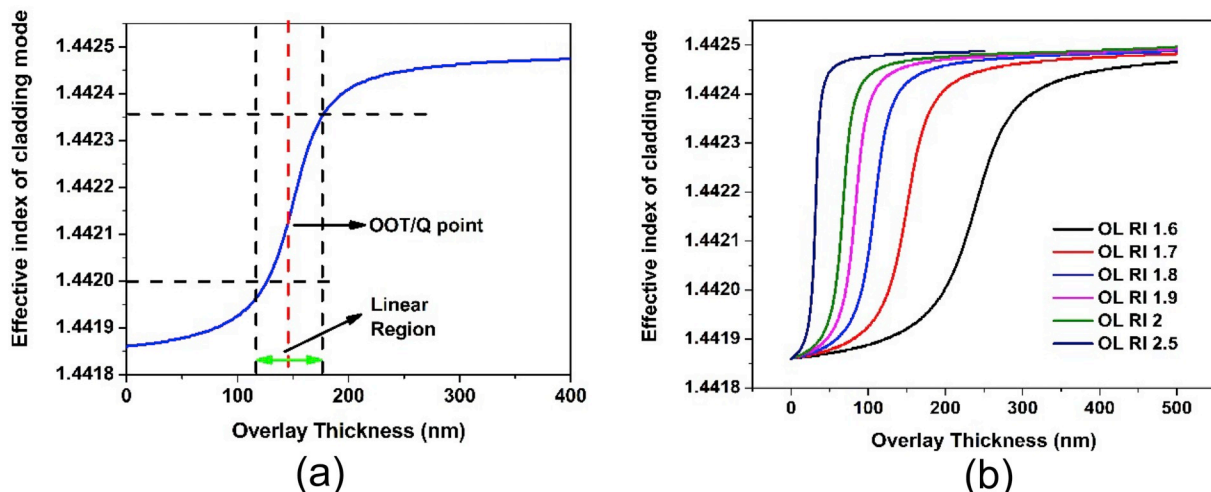 Effective index of cladding mode
1.4425
1.4424
1.4423
1.4422
1.4421
1.4420
1.4419
1.4418
OOT/Q point
Linear
Region
0
100
200
300
400
Overlay Thickness (nm)
(a)
Effective index of cladding mode
1.4425
1.4424
1.4423
1.4422
1.4421
1.4420
1.4419
1.4418
OL RI 1.6
OL RI 1.7
OL RI 1.8
OL RI 1.9
OL RI 2
OL RI 2.5
0
100
200
300
400
500
Overlay Thickness (nm)
(b)